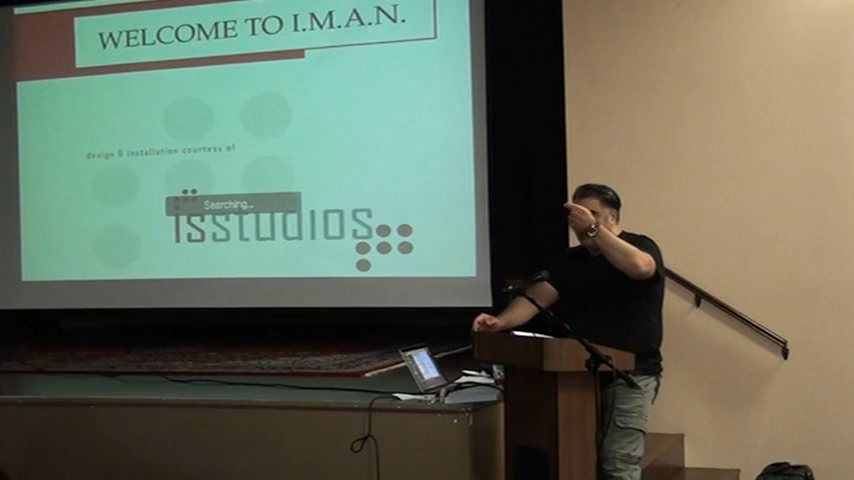 WELCOME TO I.M.A.N.
design & installation courtesy of
Searching...
isstudios